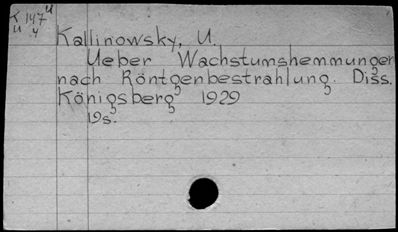 K 147 u
u 4
Kallinowsky, U.
Ueber Wachstumshemmungen
nach Röntgenbestrahlung. Diss.
Königsberg 1929
19s.